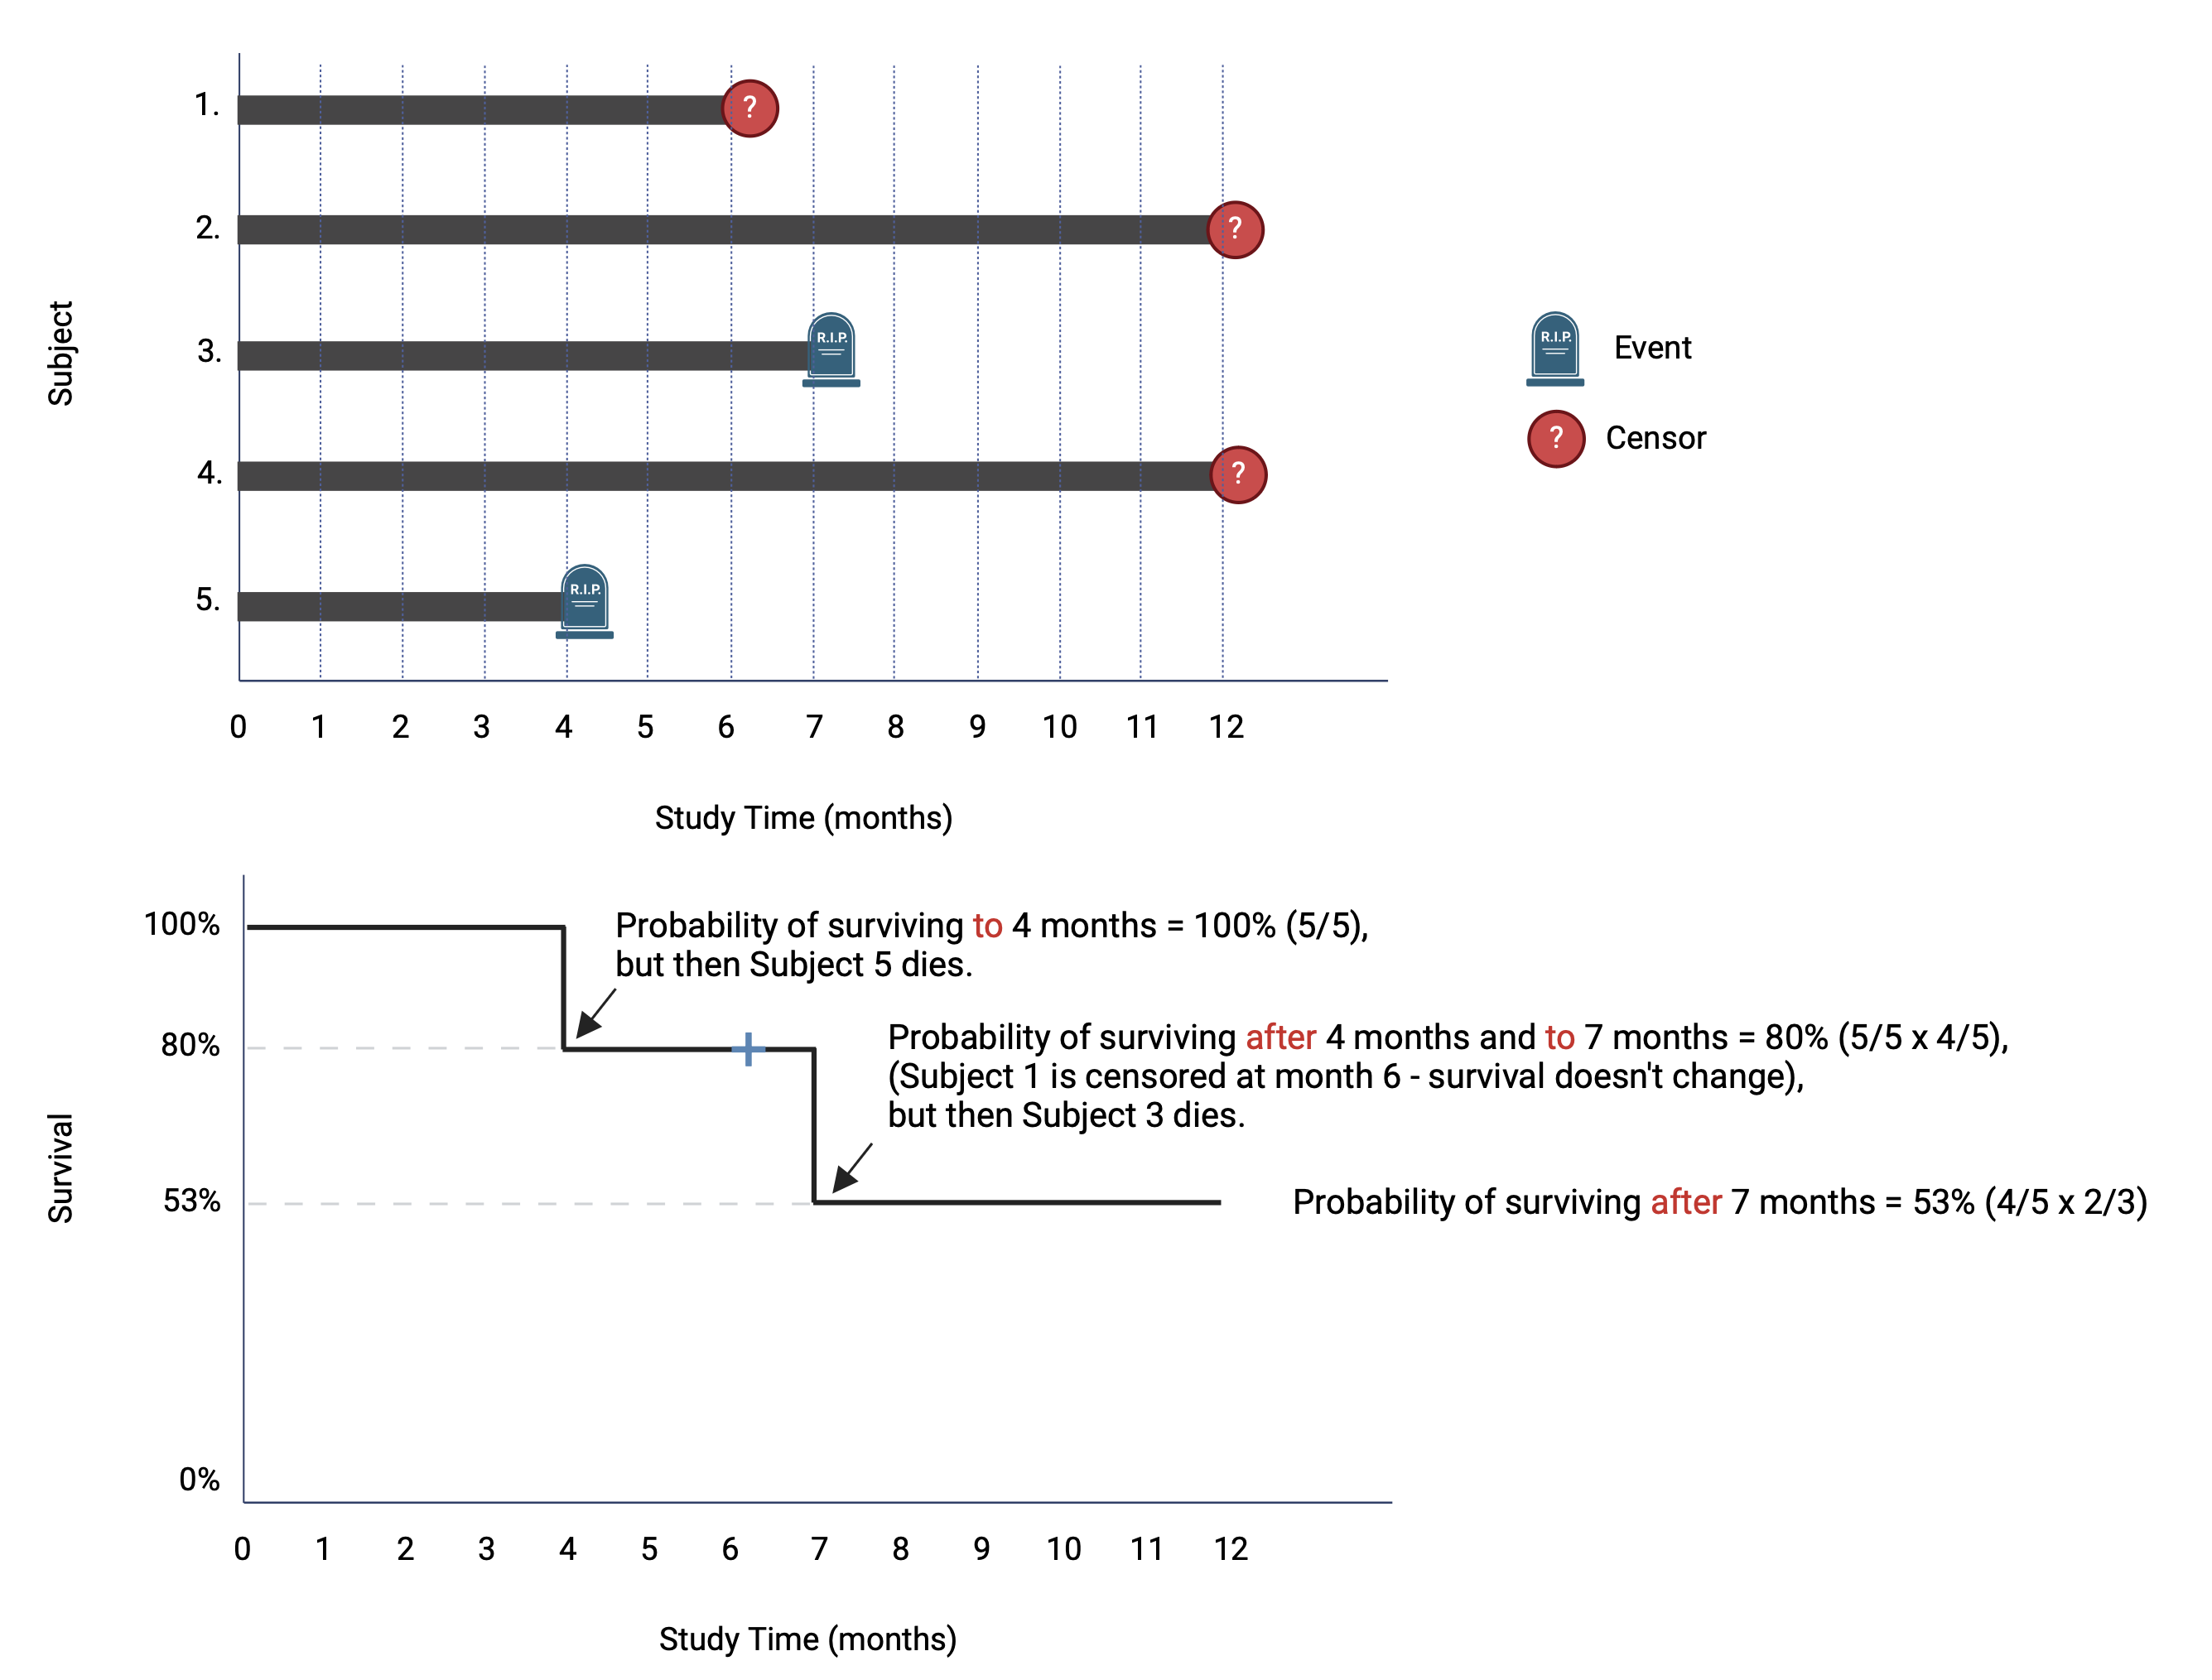 Subject
1.
?
2.
?
3.
R.I.P.
4.
?
5.
R.I.P.
0 1 2 3 4 5 6 7 8 9 10 11 12
Study Time (months)
R.I.P. Event
? Censor
Survival
100%
80%
53%
0%
Probability of surviving to 4 months = 100% (5/5),
but then Subject 5 dies.
Probability of surviving after 4 months and to 7 months = 80% (5/5 x 4/5),
(Subject 1 is censored at month 6 - survival doesn't change),
but then Subject 3 dies.
Probability of surviving after 7 months = 53% (4/5 x 2/3)
0 1 2 3 4 5 6 7 8 9 10 11 12
Study Time (months)